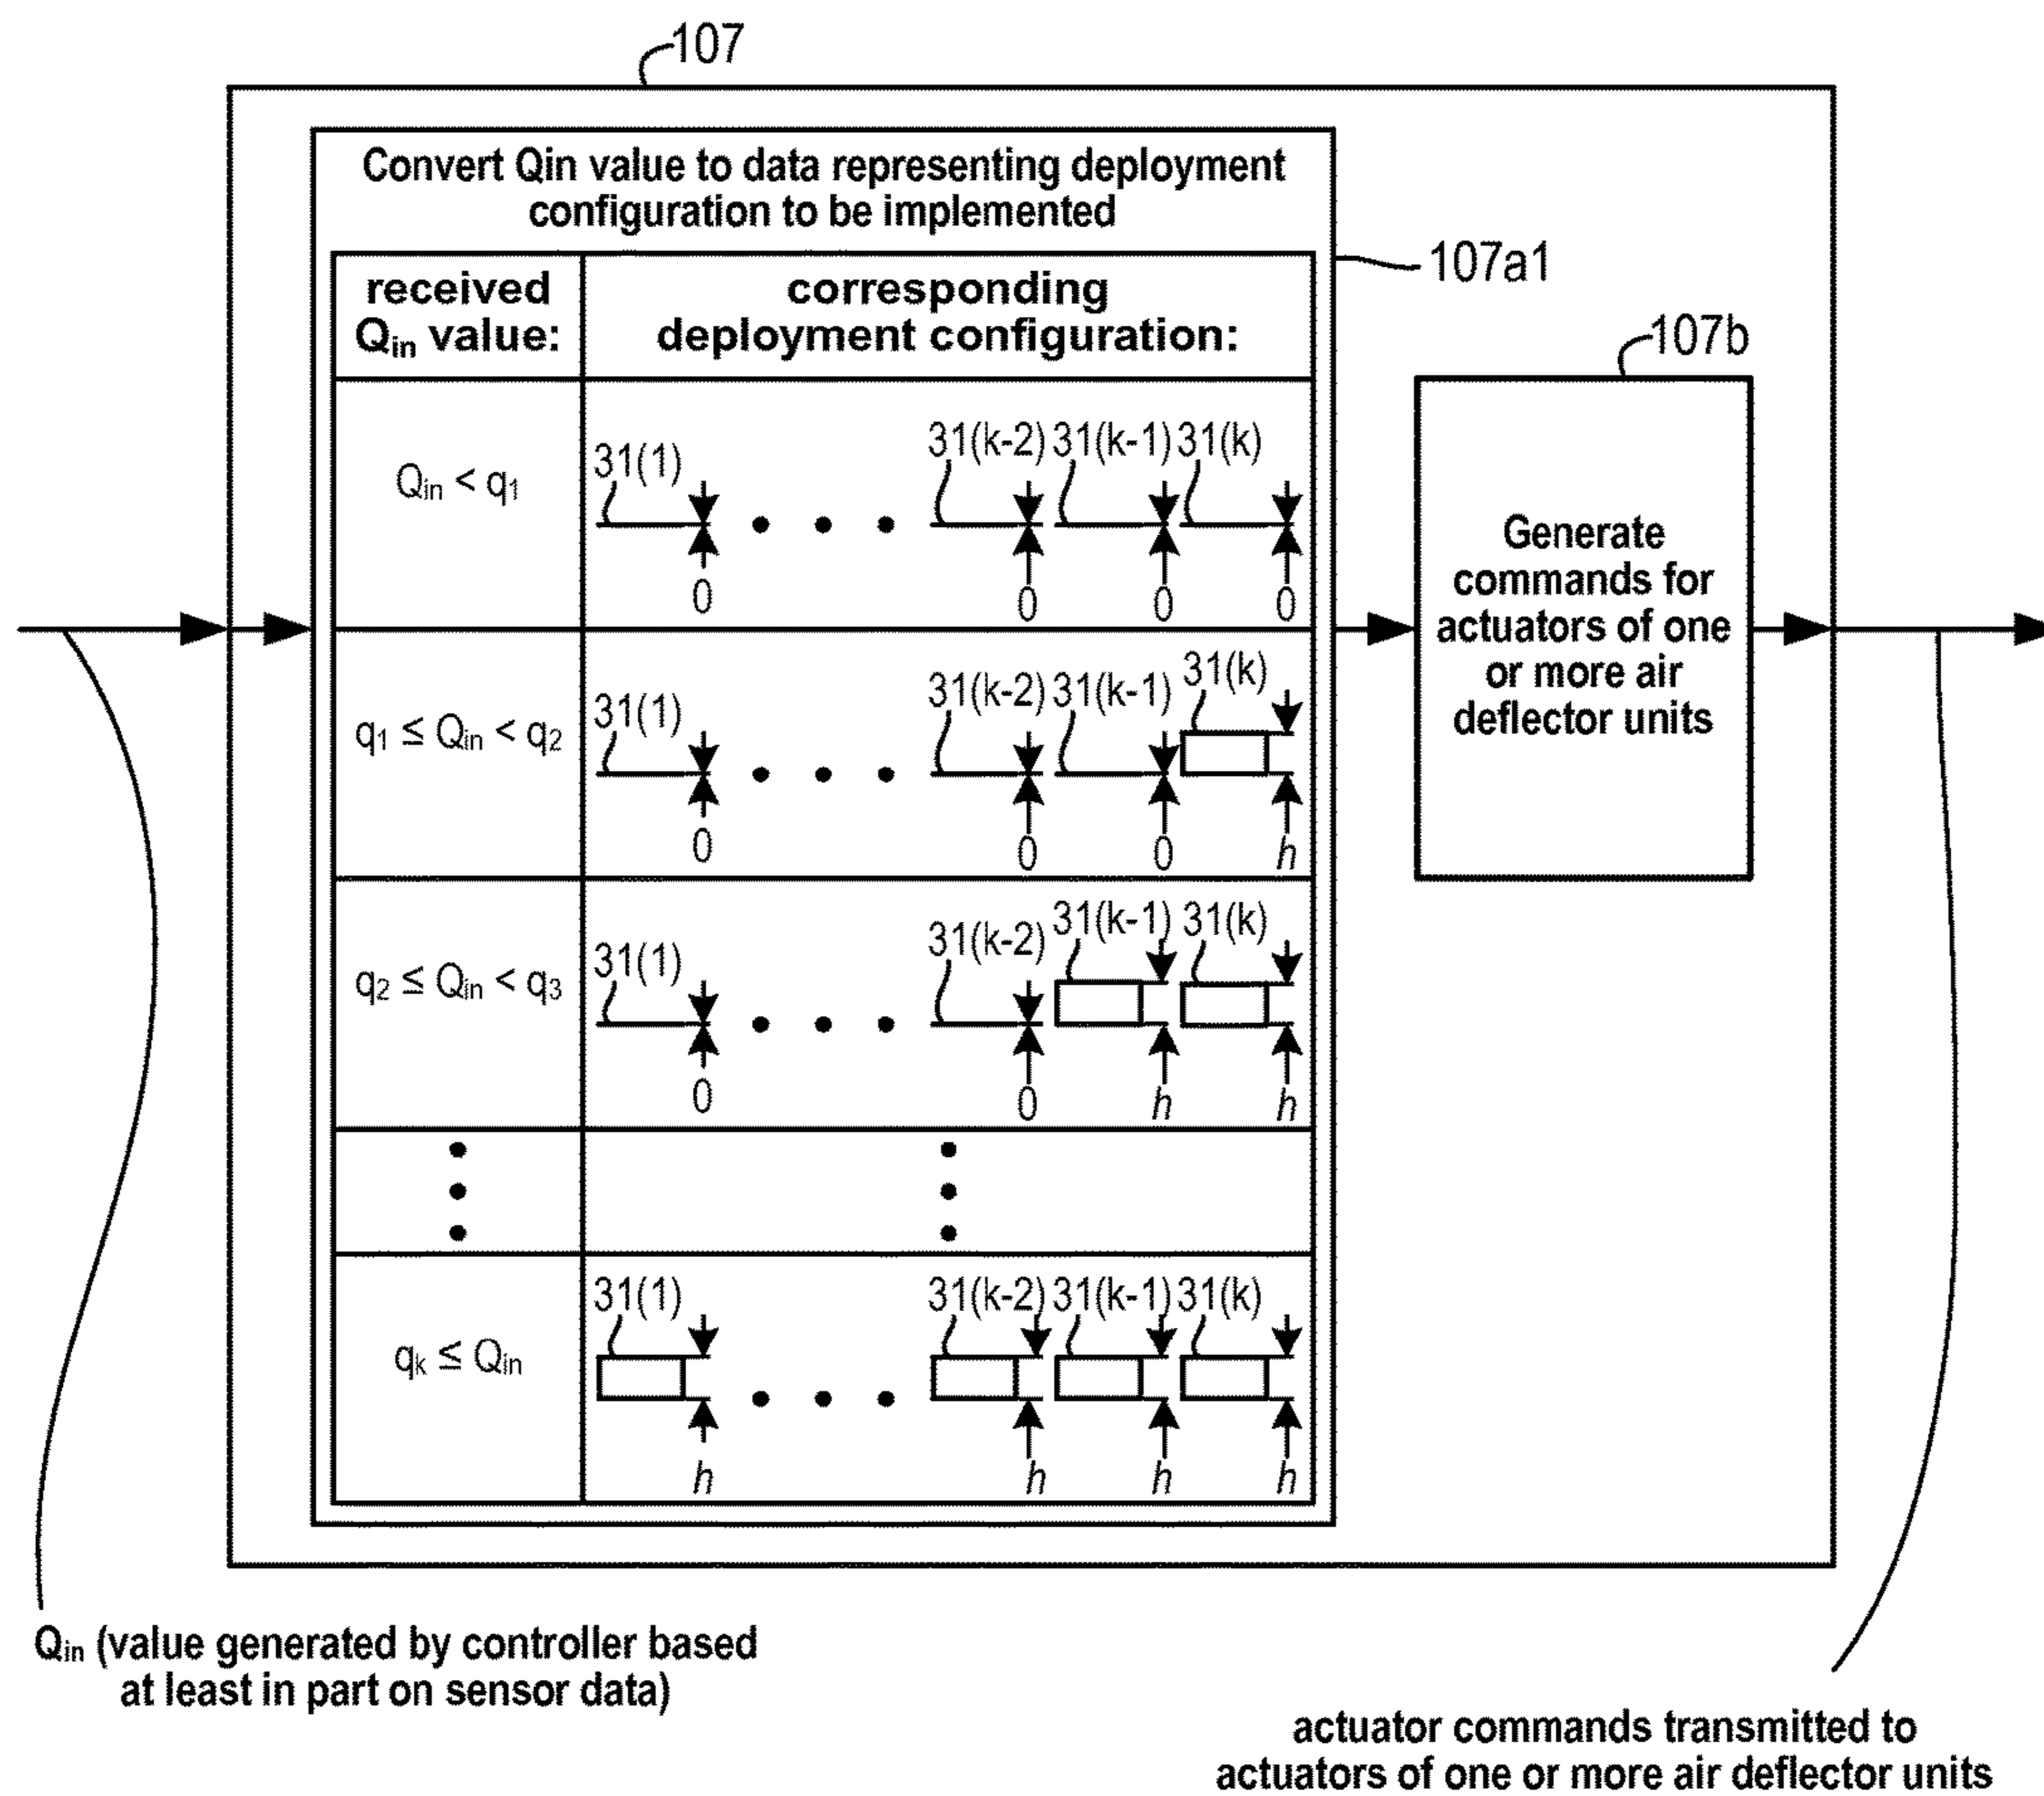 107
Convert Qin value to data representing deployment
configuration to be implemented
107a1
received
Qin value:
corresponding
deployment configuration:
107b
Generate
commands for
actuators of one
or more air
deflector units
Qin < q1
31(1) 31(k-2) 31(k-1) 31(k)
0 0 0 0
q1 ≤ Qin < q2
31(1) 31(k-2) 31(k-1) 31(k)
0 0 0 h
q2 ≤ Qin < q3
31(1) 31(k-2) 31(k-1) 31(k)
0 0 h h
qk ≤ Qin
31(1) 31(k-2) 31(k-1) 31(k)
h h h h
Qin (value generated by controller based
at least in part on sensor data)
actuator commands transmitted to
actuators of one or more air deflector units